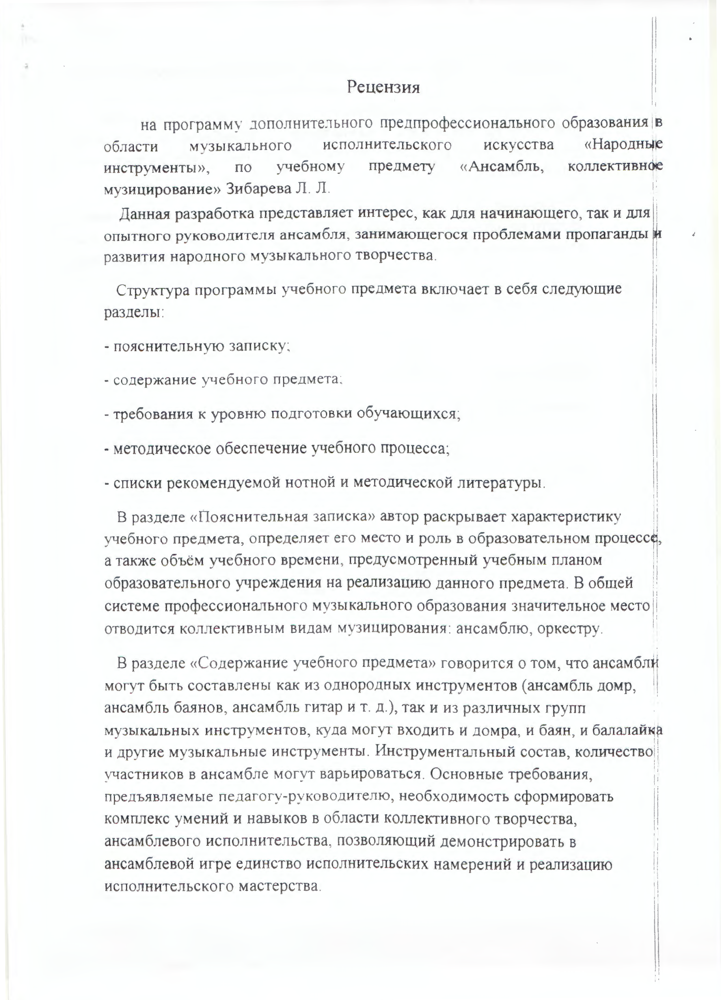 Рецензия
на программу дополнительного предпрофессионального образования в
области музыкального исполнительского искусства «Народные
инструменты», по учебному предмету «Ансамбль, коллективное
музицирование» Зибарева Л. Л.
Данная разработка представляет интерес, как для начинающего, так и для
опытного руководителя ансамбля, занимающегося проблемами пропаганды и
развития народного музыкального творчества.
Структура программы учебного предмета включает в себя следующие
разделы:
- пояснительную записку;
- содержание учебного предмета;
- требования к уровню подготовки обучающихся;
- методическое обеспечение учебного процесса;
- списки рекомендуемой нотной и методической литературы.
В разделе «Пояснительная записка» автор раскрывает характеристику
учебного предмета, определяет его место и роль в образовательном процессе,
а также объём учебного времени, предусмотренный учебным планом
образовательного учреждения на реализацию данного предмета. В общей
системе профессионального музыкального образования значительное место
отводится коллективным видам музицирования: ансамблю, оркестру.
В разделе «Содержание учебного предмета» говорится о том, что ансамбли
могут быть составлены как из однородных инструментов (ансамбль домр,
ансамбль баянов, ансамбль гитар и т. д.), так и из различных групп
музыкальных инструментов, куда могут входить и домра, и баян, и балалайка
и другие музыкальные инструменты. Инструментальный состав, количество
участников в ансамбле могут варьироваться. Основные требования,
предъявляемые педагогу-руководителю, необходимость сформировать
комплекс умений и навыков в области коллективного творчества,
ансамблевого исполнительства, позволяющий демонстрировать в
ансамблевой игре единство исполнительских намерений и реализацию
исполнительского мастерства.